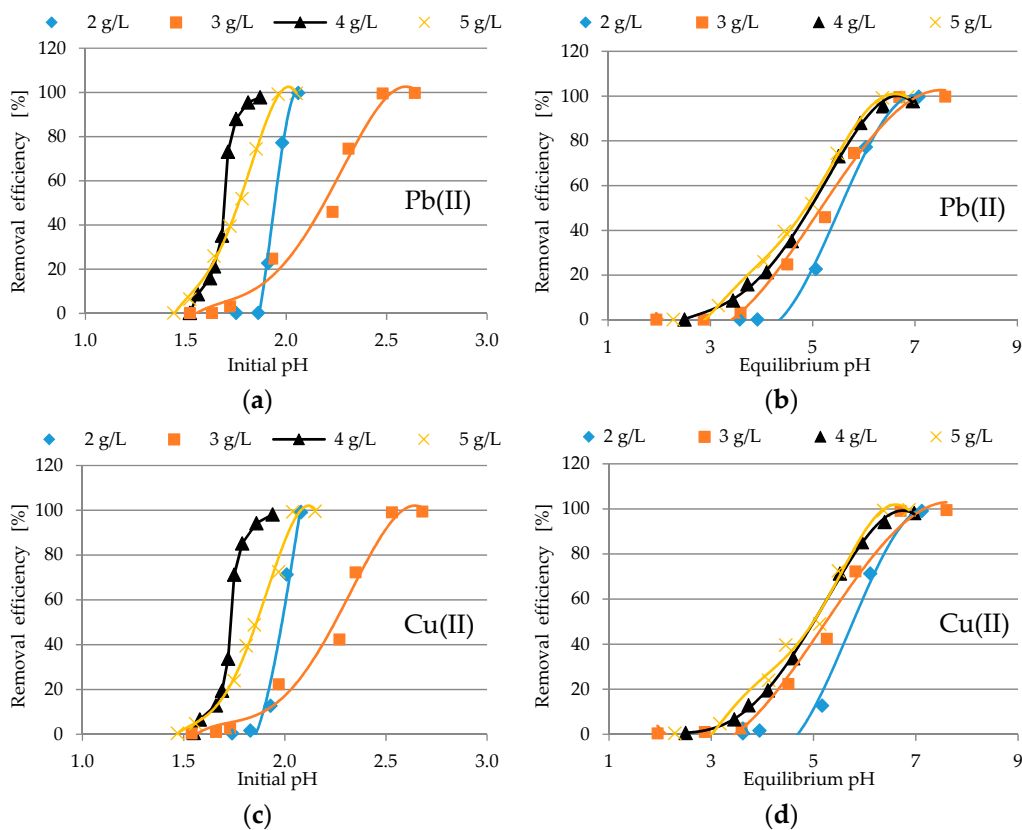 2 g/L 3 g/L 4 g/L 5 g/L
120
100
80
60
40
20
0
Removal efficiency [%]
Pb(II)
1.0 1.5 2.0 2.5 3.0
Initial pH
(a)
2 g/L 3 g/L 4 g/L 5 g/L
120
100
80
60
40
20
0
Removal efficiency [%]
Pb(II)
1 3 5 7 9
Equilibrium pH
(b)
2 g/L 3 g/L 4 g/L 5 g/L
120
100
80
60
40
20
0
Removal efficiency [%]
Cu(II)
1.0 1.5 2.0 2.5 3.0
Initial pH
(c)
2 g/L 3 g/L 4 g/L 5 g/L
120
100
80
60
40
20
0
Removal efficiency [%]
Cu(II)
1 3 5 7 9
Equilibrium pH
(d)